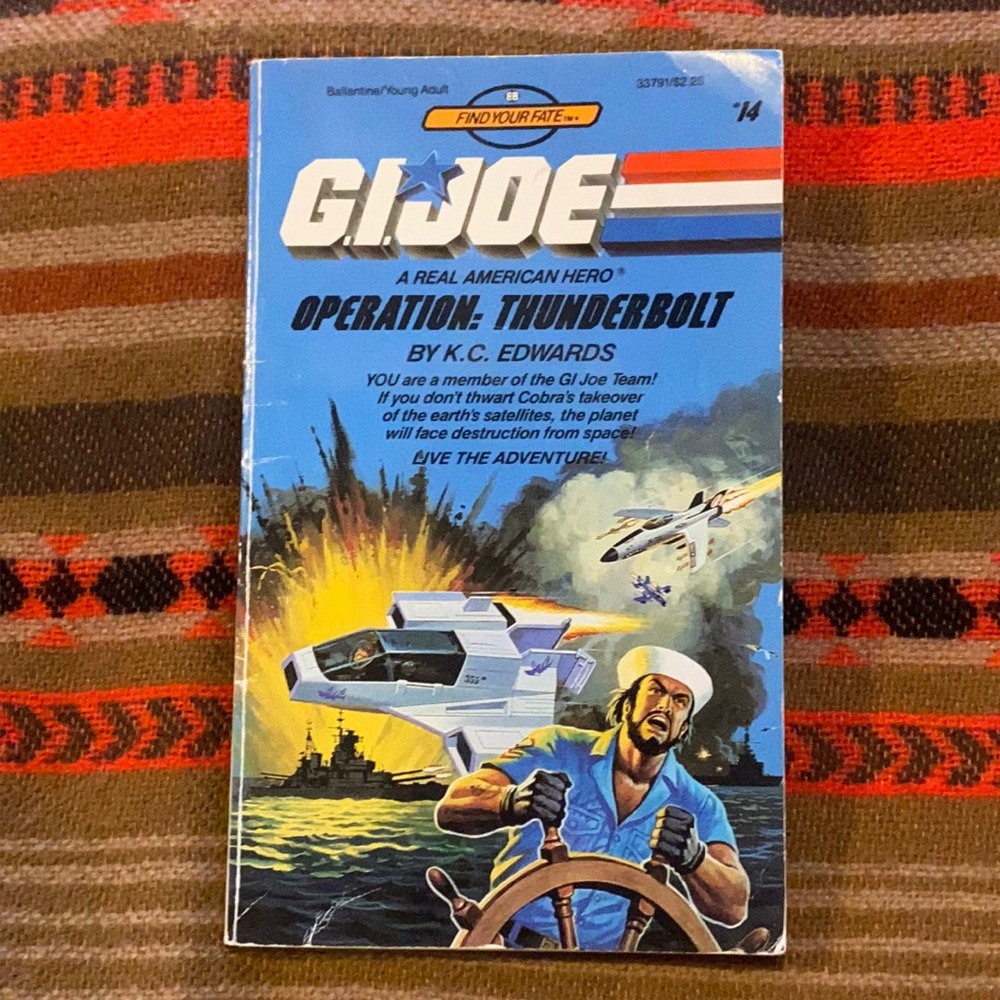 Ballantine/Young Adult
33791/$2.25
BB
FIND YOUR FATE™
#14
G.I. JOE
A REAL AMERICAN HERO®
OPERATION: THUNDERBOLT
BY K.C. EDWARDS
YOU are a member of the GI Joe Team!
If you don't thwart Cobra's takeover
of the earth's satellites, the planet
will face destruction from space!
LIVE THE ADVENTURE!